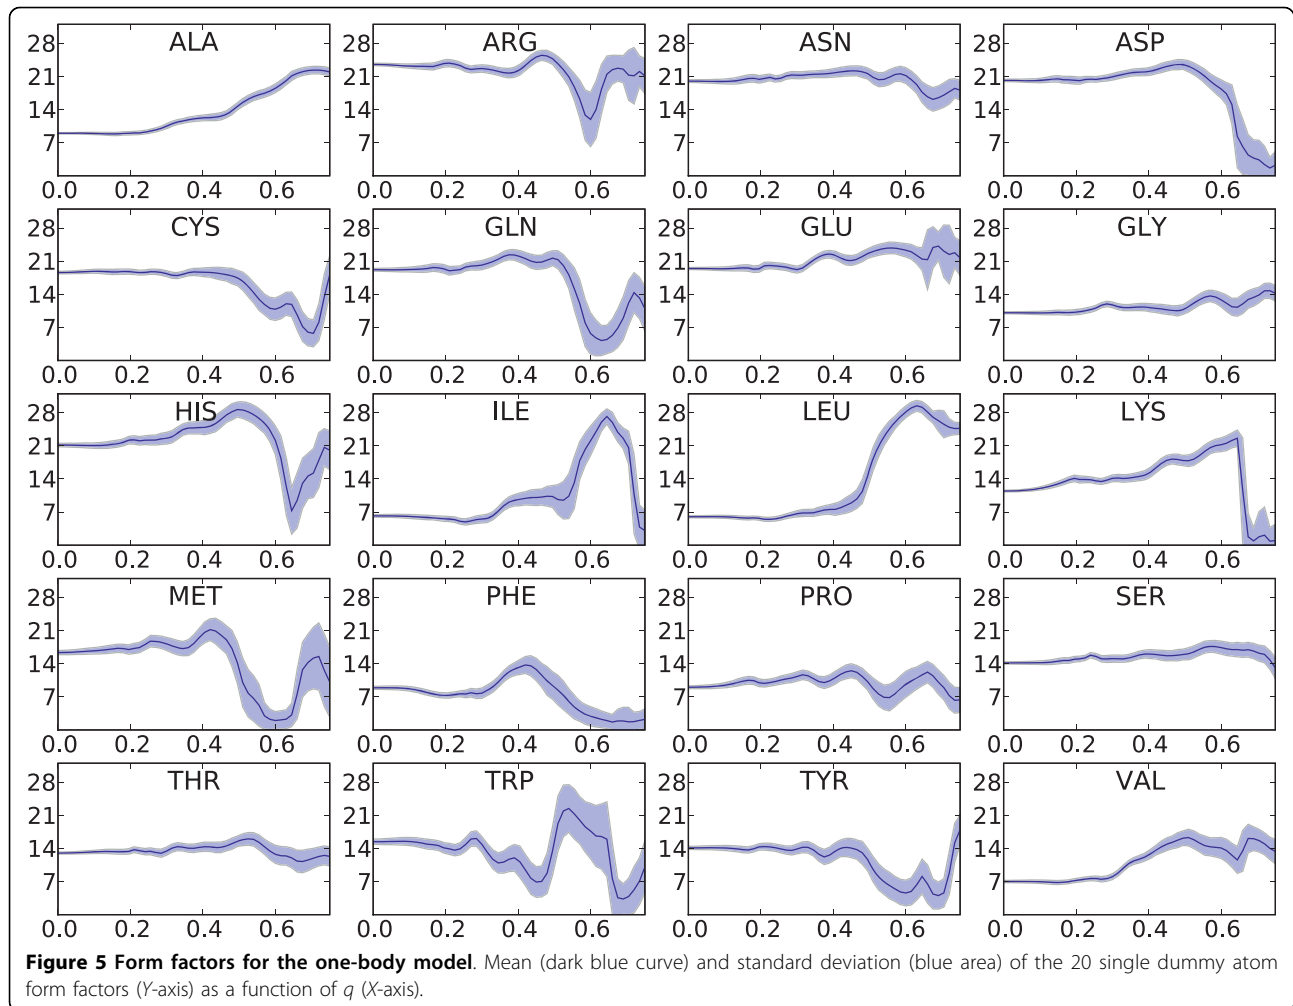 28 ALA 28 ARG 28 ASN 28 ASP
21 21 21 21
14 14 14 14
7 7 7 7
0.0 0.2 0.4 0.6 0.0 0.2 0.4 0.6 0.0 0.2 0.4 0.6 0.0 0.2 0.4 0.6
28 CYS 28 GLN 28 GLU 28 GLY
21 21 21 21
14 14 14 14
7 7 7 7
0.0 0.2 0.4 0.6 0.0 0.2 0.4 0.6 0.0 0.2 0.4 0.6 0.0 0.2 0.4 0.6
28 HIS 28 ILE 28 LEU 28 LYS
21 21 21 21
14 14 14 14
7 7 7 7
0.0 0.2 0.4 0.6 0.0 0.2 0.4 0.6 0.0 0.2 0.4 0.6 0.0 0.2 0.4 0.6
28 MET 28 PHE 28 PRO 28 SER
21 21 21 21
14 14 14 14
7 7 7 7
0.0 0.2 0.4 0.6 0.0 0.2 0.4 0.6 0.0 0.2 0.4 0.6 0.0 0.2 0.4 0.6
28 THR 28 TRP 28 TYR 28 VAL
21 21 21 21
14 14 14 14
7 7 7 7
0.0 0.2 0.4 0.6 0.0 0.2 0.4 0.6 0.0 0.2 0.4 0.6 0.0 0.2 0.4 0.6
Figure 5 Form factors for the one-body model. Mean (dark blue curve) and standard deviation (blue area) of the 20 single dummy atom
form factors (Y-axis) as a function of q (X-axis).